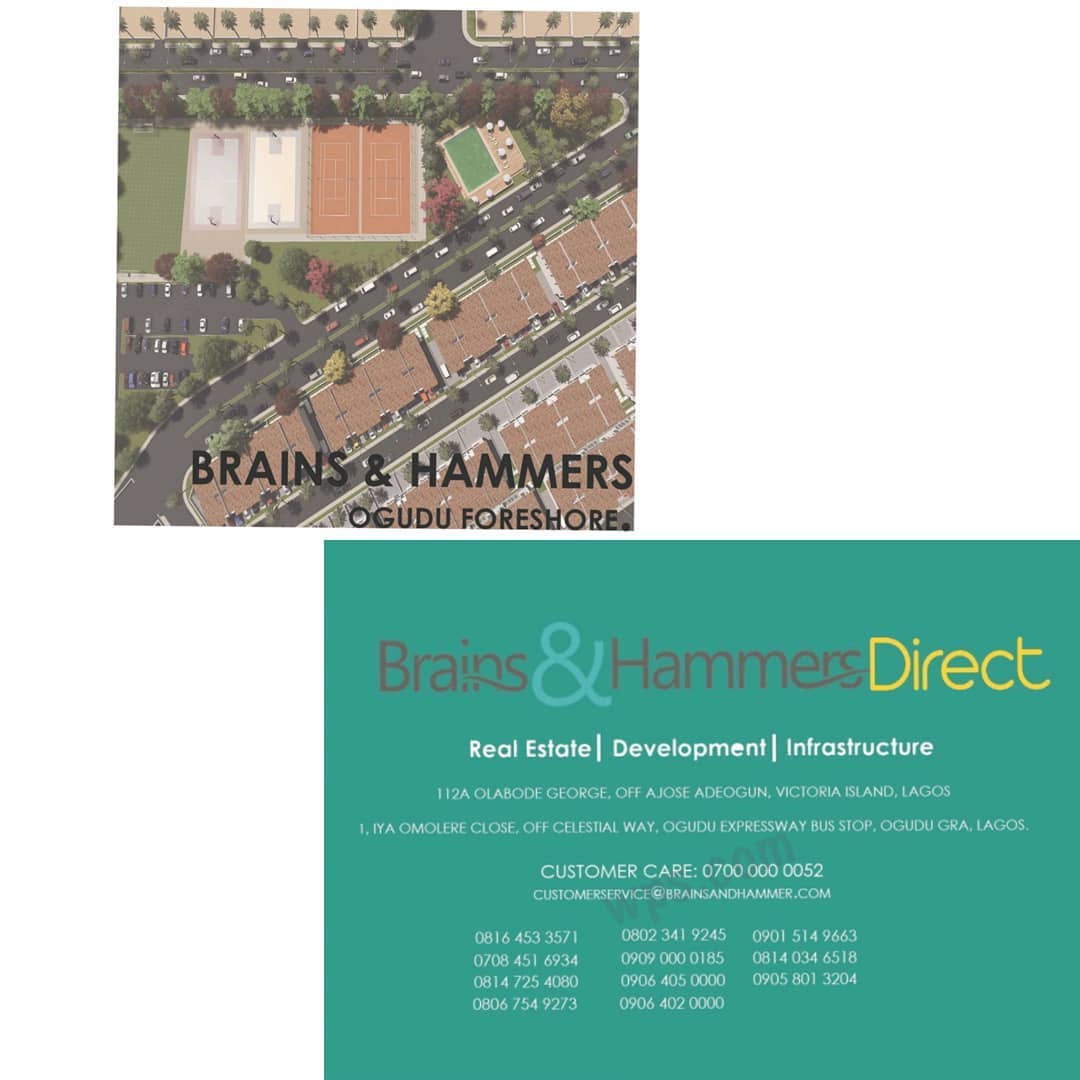 BRAINS & HAMMERS
OGUDU FORESHORE.
Brains&HammersDirect
Real Estate| Development| Infrastructure
112A OLABODE GEORGE, OFF AJOSE ADEOGUN, VICTORIA ISLAND, LAGOS
1, IYA OMOLERE CLOSE, OFF CELESTIAL WAY, OGUDU EXPRESSWAY BUS STOP, OGUDU GRA, LAGOS.
CUSTOMER CARE: 0700 000 0052
CUSTOMERSERVICE@BRAINSANDHAMMER.COM
0816 453 3571 0802 341 9245 0901 514 9663
0708 451 6934 0909 000 0185 0814 034 6518
0814 725 4080 0906 405 0000 0905 801 3204
0806 754 9273 0906 402 0000